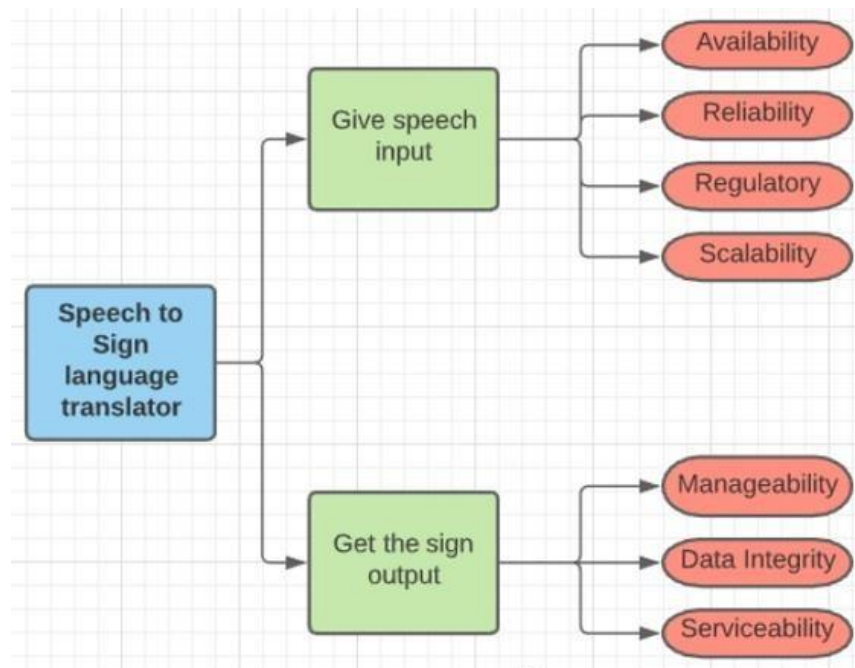 Availability
Give speech
input
Reliability
Regulatory
Scalability
Speech to
Sign
language
translator
Get the sign
output
Manageability
Data Integrity
Serviceability